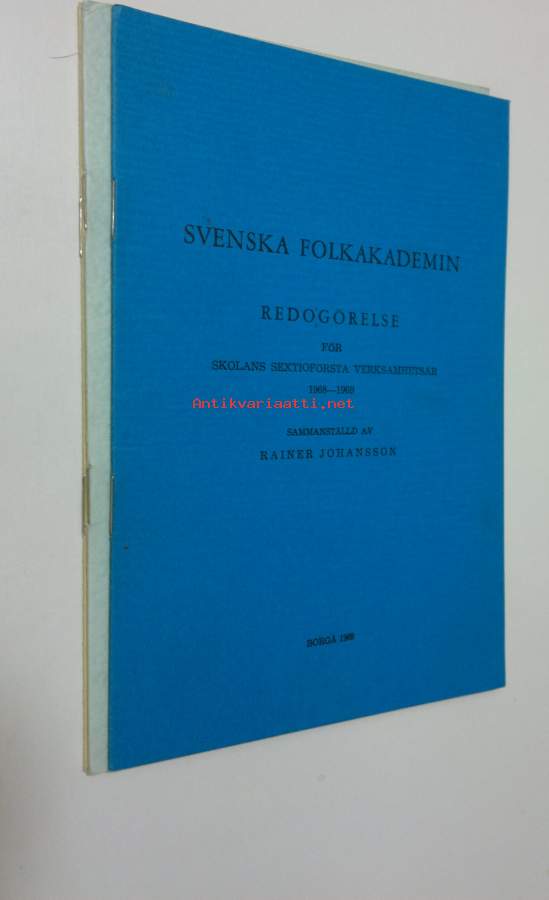 SVENSKA FOLKAKADEMIN
REDOGÖRELSE
FÖR
SKOLANS SEXTIOFÖRSTA VERKSAMHETSÅR
1968—1969
Antikvariaatti.net
SAMMANSTÄLLD AV
RAINER JOHANSSON
BORGÅ 1969